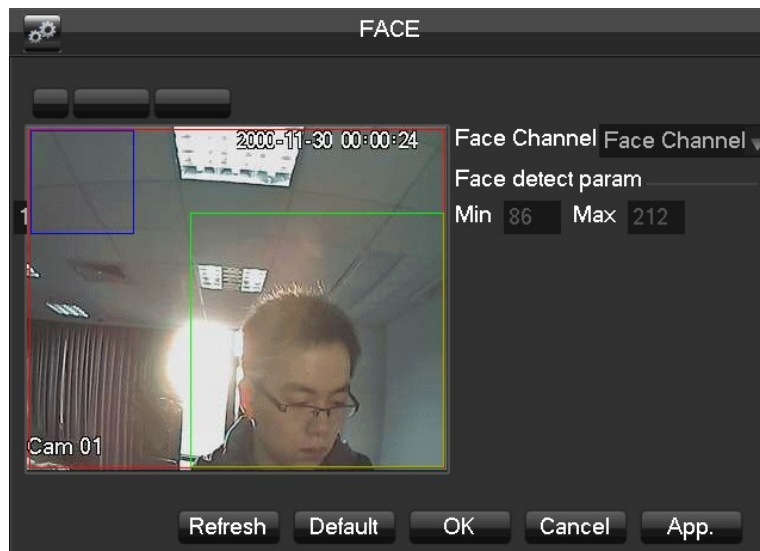 FACE
2000-11-30 00:00:24
Face Channel Face Channel
Face detect param
1
Min 86 Max 212
Cam 01
Refresh Default OK Cancel App.